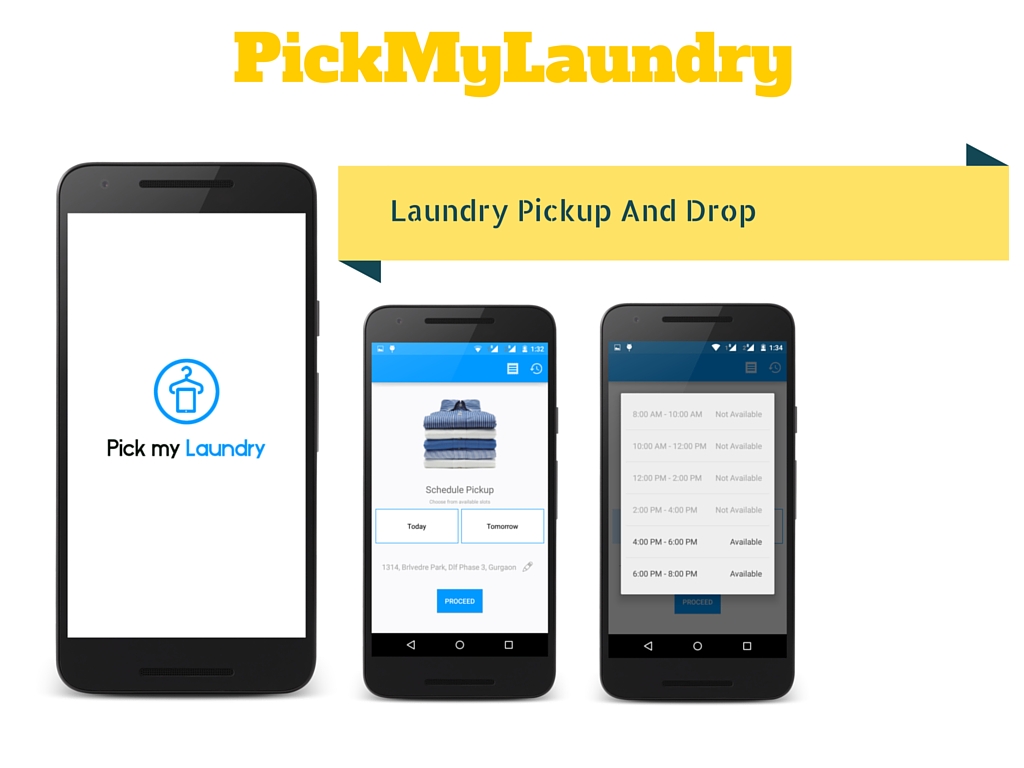 PickMyLaundry
Laundry Pickup And Drop
Pick my Laundry
1:32
Schedule Pickup
Choose from available slots
Today
Tomorrow
1314, Brlvedre Park, Dlf Phase 3, Gurgaon
PROCEED
1:34
8:00 AM - 10:00 AM Not Available
10:00 AM - 12:00 PM Not Available
12:00 PM - 2:00 PM Not Available
2:00 PM - 4:00 PM Not Available
4:00 PM - 6:00 PM Available
6:00 PM - 8:00 PM Available
PROCEED